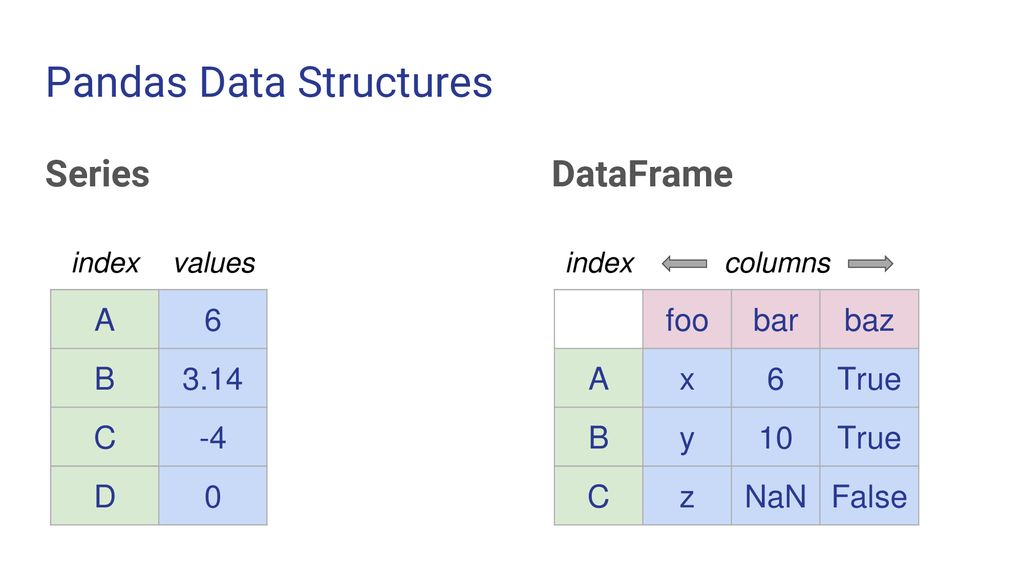 Pandas Data Structures
Series
index values
A 6
B 3.14
C -4
D 0
DataFrame
index columns
foo bar baz
A x 6 True
B y 10 True
C z NaN False